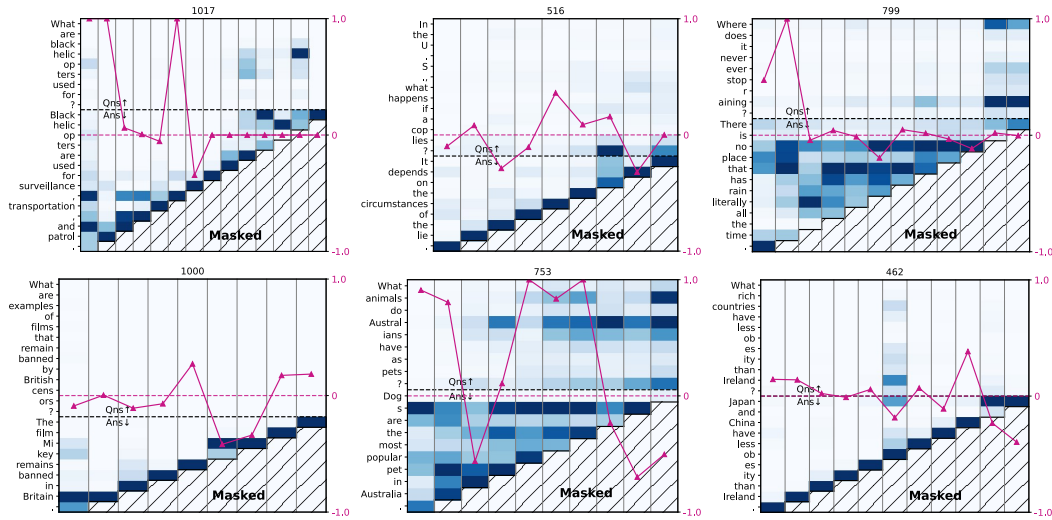 1017
What
are
black
helic
op
ters
used
for
?
Black
helic
op
ters
are
used
for
surveillance
,
transportation
,
and
patrol
.
Qns↑
Ans↓
Masked
1.0
0
-1.0
516
In
the
U
.
S
.,
what
happens
if
a
cop
lies
?
It
depends
on
the
circumstances
of
the
lie
.
Qns↑
Ans↓
Masked
1.0
0
-1.0
799
Where
does
it
never
ever
stop
r
aining
?
There
is
no
place
that
has
rain
literally
all
the
time
.
Qns↑
Ans↓
Masked
1.0
0
-1.0
1000
What
are
examples
of
films
that
remain
banned
by
British
cens
ors
?
The
film
Mi
key
remains
banned
in
Britain
.
Qns↑
Ans↓
Masked
1.0
0
-1.0
753
What
animals
do
Austral
ians
have
as
pets
?
Dog
s
are
the
most
popular
pet
in
Australia
.
Qns↑
Ans↓
Masked
1.0
0
-1.0
462
What
rich
countries
have
less
ob
es
ity
than
Ireland
?
Japan
and
China
have
less
ob
es
ity
than
Ireland
.
Qns↑
Ans↓
Masked
1.0
0
-1.0